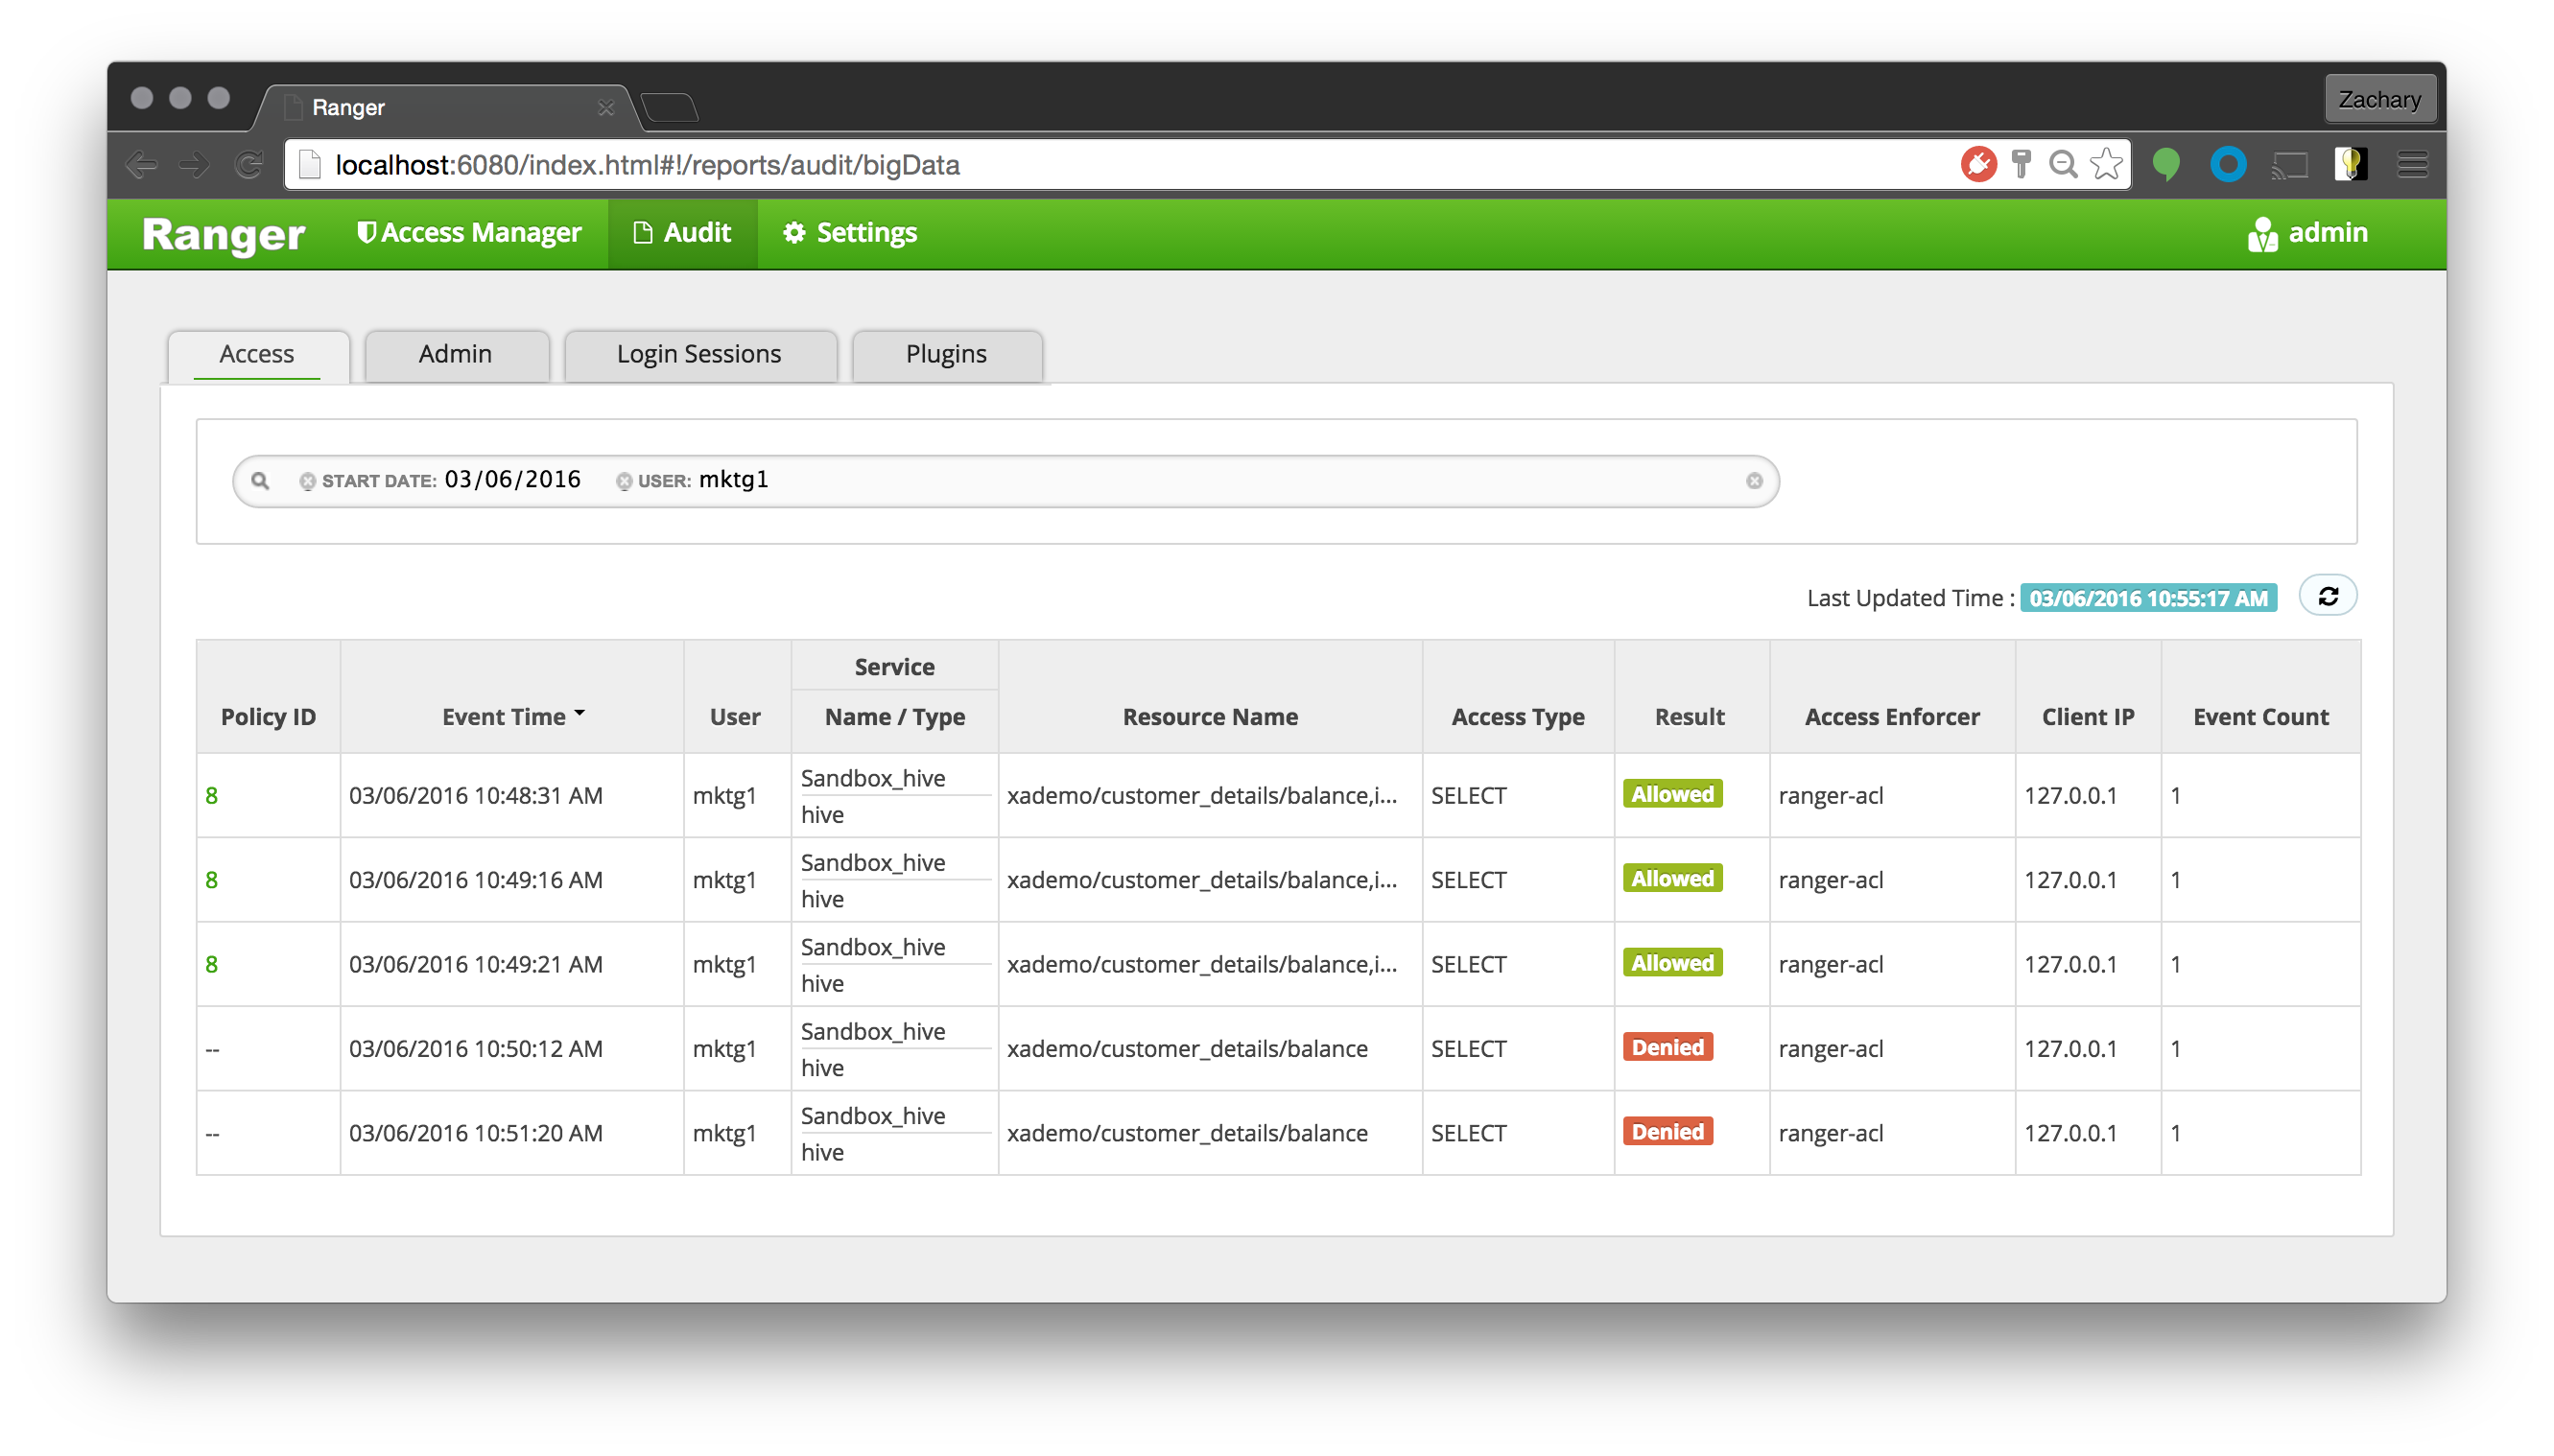 Ranger
Zachary
localhost:6080/index.html#!/reports/audit/bigData
Ranger Access Manager Audit Settings admin
Access Admin Login Sessions Plugins
START DATE: 03/06/2016 USER: mktg1
Last Updated Time : 03/06/2016 10:55:17 AM
Service
Policy ID Event Time User Name / Type Resource Name Access Type Result Access Enforcer Client IP Event Count
Sandbox_hive
8 03/06/2016 10:48:31 AM mktg1 xademo/customer_details/balance,i... SELECT Allowed ranger-acl 127.0.0.1 1
hive
Sandbox_hive
8 03/06/2016 10:49:16 AM mktg1 xademo/customer_details/balance,i... SELECT Allowed ranger-acl 127.0.0.1 1
hive
Sandbox_hive
8 03/06/2016 10:49:21 AM mktg1 xademo/customer_details/balance,i... SELECT Allowed ranger-acl 127.0.0.1 1
hive
Sandbox_hive
-- 03/06/2016 10:50:12 AM mktg1 xademo/customer_details/balance SELECT Denied ranger-acl 127.0.0.1 1
hive
Sandbox_hive
-- 03/06/2016 10:51:20 AM mktg1 xademo/customer_details/balance SELECT Denied ranger-acl 127.0.0.1 1
hive